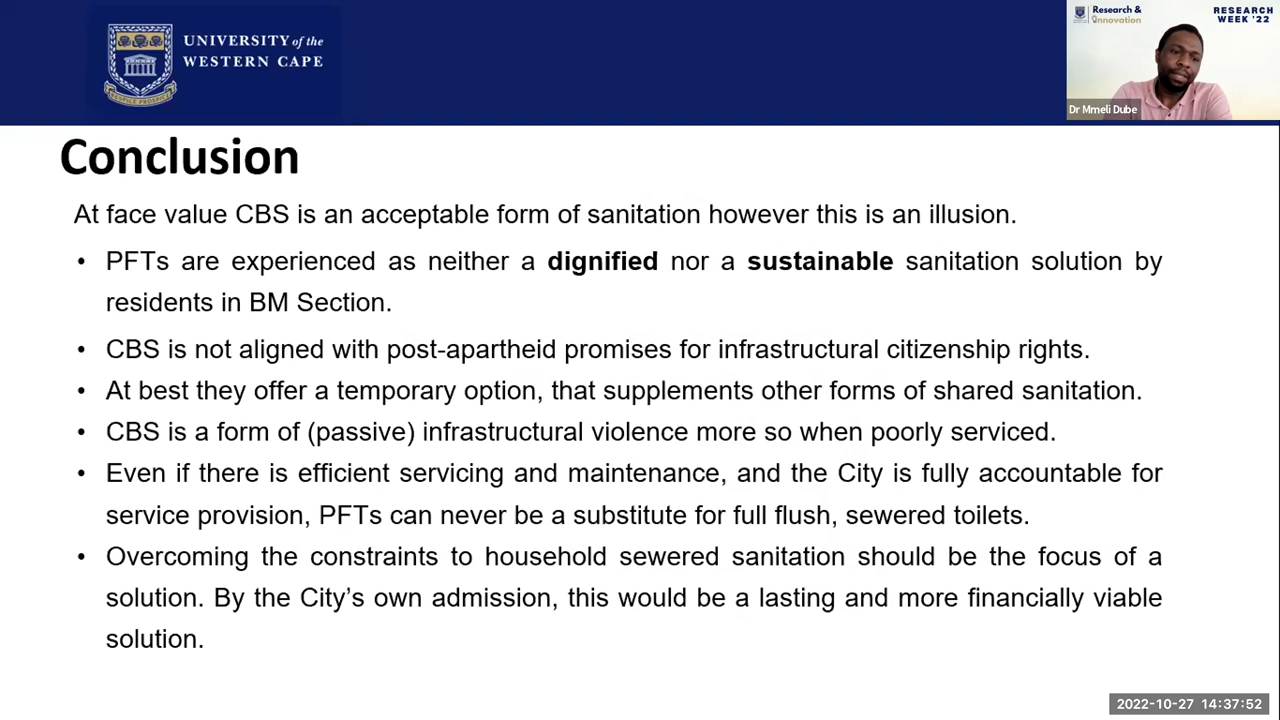 UNIVERSITY of the
WESTERN CAPE
Research &
Innovation
RESEARCH
WEEK '22
Dr Mmeli Dube
Conclusion
At face value CBS is an acceptable form of sanitation however this is an illusion.
• PFTs are experienced as neither a dignified nor a sustainable sanitation solution by
residents in BM Section.
• CBS is not aligned with post-apartheid promises for infrastructural citizenship rights.
• At best they offer a temporary option, that supplements other forms of shared sanitation.
• CBS is a form of (passive) infrastructural violence more so when poorly serviced.
• Even if there is efficient servicing and maintenance, and the City is fully accountable for
service provision, PFTs can never be a substitute for full flush, sewered toilets.
• Overcoming the constraints to household sewered sanitation should be the focus of a
solution. By the City’s own admission, this would be a lasting and more financially viable
solution.
2022-10-27 14:37:52